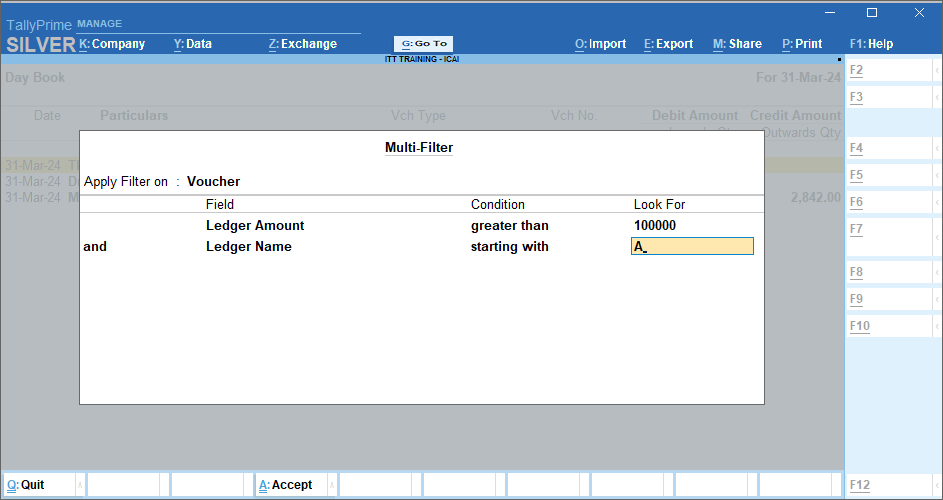 TallyPrime MANAGE
SILVER K:Company Y:Data Z:Exchange G:Go To O:Import E:Export M:Share P:Print F1:Help
ITT TRAINING - ICAI
Day Book For 31-Mar-24
Date Particulars Vch Type Vch No. Debit Amount Credit Amount
Outwards Qty
31-Mar-24
31-Mar-24
31-Mar-24 2,842.00
Multi-Filter
Apply Filter on : Voucher
Field Condition Look For
Ledger Amount greater than 100000
and Ledger Name starting with A
F2
F3
F4
F5
F6
F7
F8
F9
F10
F12
Q:Quit A:Accept